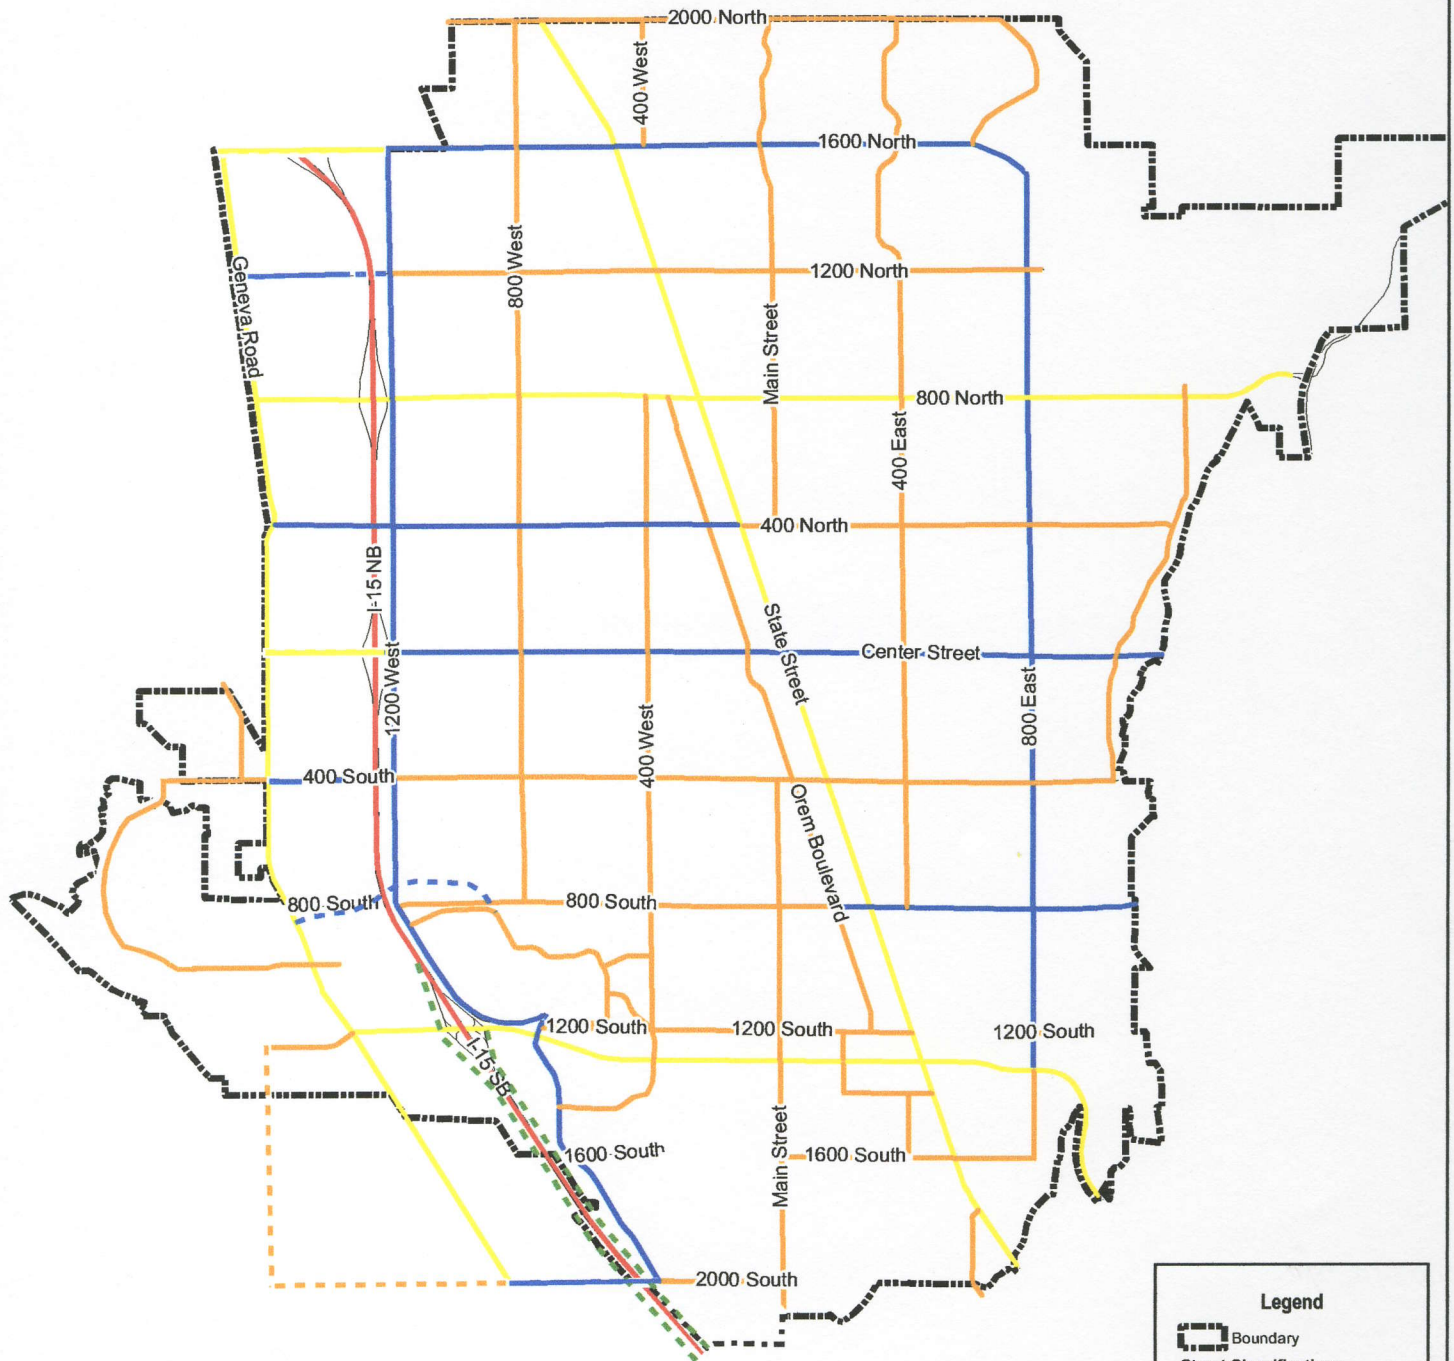 2000 North
400 West
1600 North
800 West
Geneva Road
1200 North
Main Street
800 North
400 East
400 North
I-15 NB
State Street
1200 West
Center Street
800 East
400 West
400 South
Orem Boulevard
800 South
800 South
1200 South
1200 South
1200 South
I-15 SB
Main Street
1600 South
1600 South
2000 South
Legend
Boundary